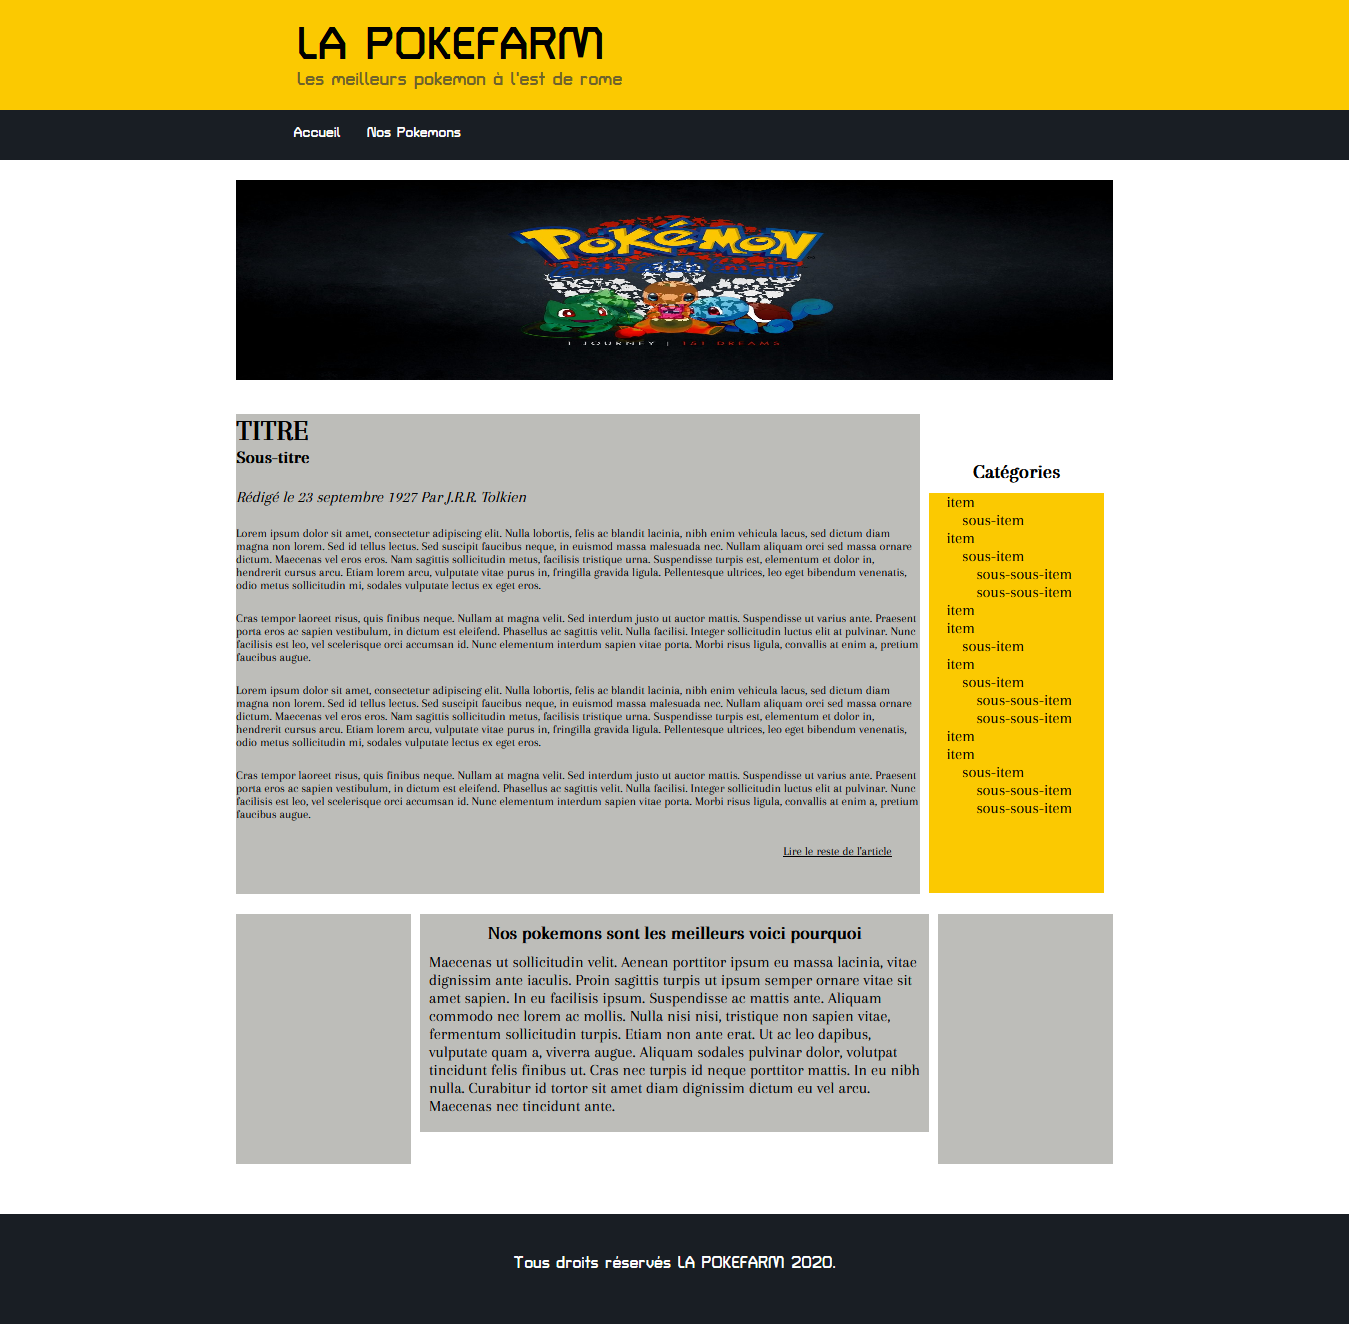 LA POKEFARM
Les meilleurs pokemon à l'est de rome
Accueil Nos Pokemons
POKéMON
1 JOURNEY | 151 DREAMS
TITRE
Sous-titre
Rédigé le 23 septembre 1927 Par J.R.R. Tolkien
Lorem ipsum dolor sit amet, consectetur adipiscing elit. Nulla lobortis, felis ac blandit lacinia, nibh enim vehicula lacus, sed dictum diam
magna non lorem. Sed id tellus lectus. Sed suscipit faucibus neque, in euismod massa malesuada nec. Nullam aliquam orci sed massa ornare
dictum. Maecenas vel eros eros. Nam sagittis sollicitudin metus, facilisis tristique urna. Suspendisse turpis est, elementum et dolor in,
hendrerit cursus arcu. Etiam lorem arcu, vulputate vitae purus in, fringilla gravida ligula. Pellentesque ultrices, leo eget bibendum venenatis,
odio metus sollicitudin mi, sodales vulputate lectus ex eget eros.
Cras tempor laoreet risus, quis finibus neque. Nullam at magna velit. Sed interdum justo ut auctor mattis. Suspendisse ut varius ante. Praesent
porta eros ac sapien vestibulum, in dictum est eleifend. Phasellus ac sagittis velit. Nulla facilisi. Integer sollicitudin luctus elit at pulvinar. Nunc
facilisis est leo, vel scelerisque orci accumsan id. Nunc elementum interdum sapien vitae porta. Morbi risus ligula, convallis at enim a, pretium
faucibus augue.
Lorem ipsum dolor sit amet, consectetur adipiscing elit. Nulla lobortis, felis ac blandit lacinia, nibh enim vehicula lacus, sed dictum diam
magna non lorem. Sed id tellus lectus. Sed suscipit faucibus neque, in euismod massa malesuada nec. Nullam aliquam orci sed massa ornare
dictum. Maecenas vel eros eros. Nam sagittis sollicitudin metus, facilisis tristique urna. Suspendisse turpis est, elementum et dolor in,
hendrerit cursus arcu. Etiam lorem arcu, vulputate vitae purus in, fringilla gravida ligula. Pellentesque ultrices, leo eget bibendum venenatis,
odio metus sollicitudin mi, sodales vulputate lectus ex eget eros.
Cras tempor laoreet risus, quis finibus neque. Nullam at magna velit. Sed interdum justo ut auctor mattis. Suspendisse ut varius ante. Praesent
porta eros ac sapien vestibulum, in dictum est eleifend. Phasellus ac sagittis velit. Nulla facilisi. Integer sollicitudin luctus elit at pulvinar. Nunc
facilisis est leo, vel scelerisque orci accumsan id. Nunc elementum interdum sapien vitae porta. Morbi risus ligula, convallis at enim a, pretium
faucibus augue.
Lire le reste de l'article
Catégories
item
sous-item
item
sous-item
sous-sous-item
sous-sous-item
item
item
sous-item
item
sous-item
sous-sous-item
sous-sous-item
item
item
sous-item
sous-sous-item
sous-sous-item
Nos pokemons sont les meilleurs voici pourquoi
Maecenas ut sollicitudin velit. Aenean porttitor ipsum eu massa lacinia, vitae
dignissim ante iaculis. Proin sagittis turpis ut ipsum semper ornare vitae sit
amet sapien. In eu facilisis ipsum. Suspendisse ac mattis ante. Aliquam
commodo nec lorem ac mollis. Nulla nisi nisi, tristique non sapien vitae,
fermentum sollicitudin turpis. Etiam non ante erat. Ut ac leo dapibus,
vulputate quam a, viverra augue. Aliquam sodales pulvinar dolor, volutpat
tincidunt felis finibus ut. Cras nec turpis id neque porttitor mattis. In eu nibh
nulla. Curabitur id tortor sit amet diam dignissim dictum eu vel arcu.
Maecenas nec tincidunt ante.
Tous droits réservés LA POKEFARM 2020.